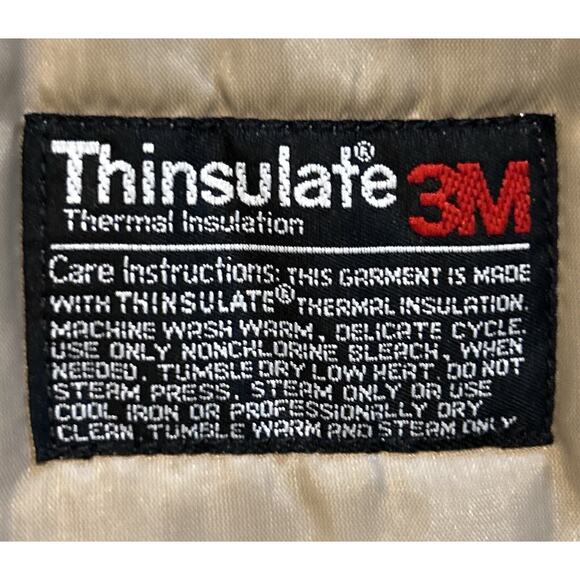 Thinsulate® 3M
Thermal Insulation
Care Instructions: THIS GARMENT IS MADE
WITH THINSULATE® THERMAL INSULATION.
MACHINE WASH WARM, DELICATE CYCLE.
USE ONLY NONCHLORINE BLEACH, WHEN
NEEDED. TUMBLE DRY LOW HEAT. DO NOT
STEAM PRESS. STEAM ONLY OR USE
COOL IRON OR PROFESSIONALLY DRY
CLEAN. TUMBLE WARM AND STEAM ONLY.